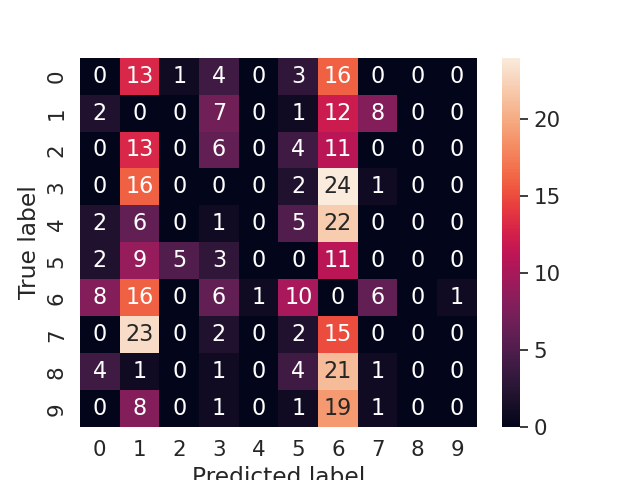 0 0 13 1 4 0 3 16 0 0 0
1 2 0 0 7 0 1 12 8 0 0
2 0 13 0 6 0 4 11 0 0 0
3 0 16 0 0 0 2 24 1 0 0
4 2 6 0 1 0 5 22 0 0 0
5 2 9 5 3 0 0 11 0 0 0
6 8 16 0 6 1 10 0 6 0 1
7 0 23 0 2 0 2 15 0 0 0
8 4 1 0 1 0 4 21 1 0 0
9 0 8 0 1 0 1 19 1 0 0
0 1 2 3 4 5 6 7 8 9
True label
Predicted label
20
15
10
5
0